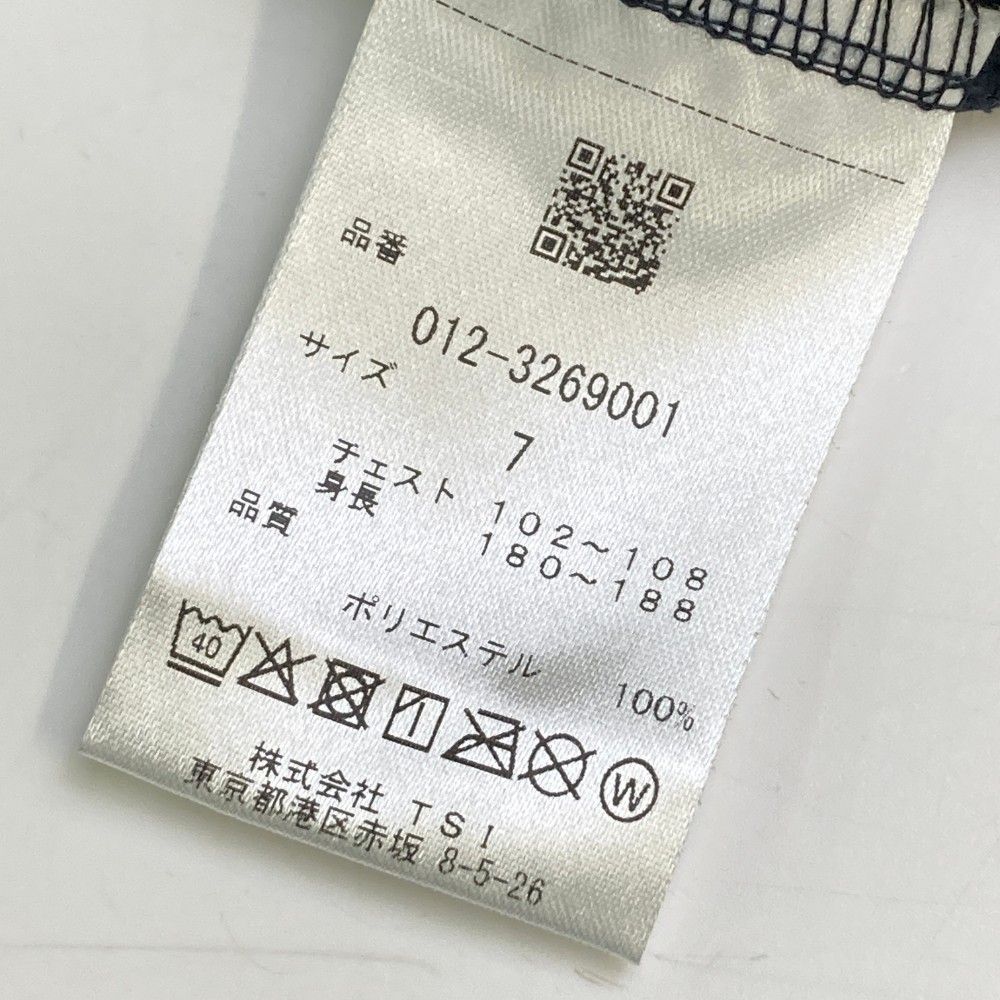 品番
012-3269001
サイズ
7
チェスト 102～108
身長 180～188
品質
ポリエステル 100%
40
W
株式会社 TSI
東京都港区赤坂 8-5-26